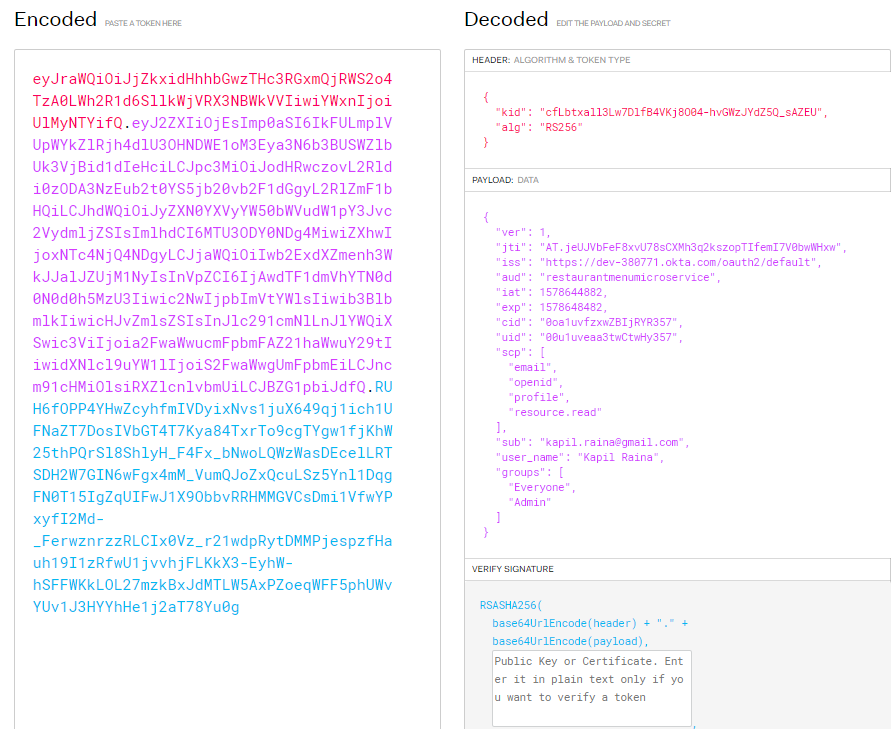 Encoded PASTE A TOKEN HERE
eyJraWQiOiJjZkxidHhhbGwzTHc3RGxmQjRWS2o4
TzA0LWh2R1d6SllkWjVRX3NBWkVVIiwiYWxnIjoi
UlMyNTYifQ.eyJ2ZXIiOjEsImp0aSI6IkFULmplV
UpWYkZlRjh4dlU3OHNDWE1oM3Eya3N6b3BUSWZlb
Uk3VjBid1dIeHciLCJpc3MiOiJodHRwczovL2Rld
i0zODA3NzEub2t0YS5jb20vb2F1dGgyL2RlZmF1b
HQiLCJhdWQiOiJyZXN0YXVyYW50bWVudW1pY3Jvc
2VydmljZSIsImlhdCI6MTU3ODY0NDg4MiwiZXhwI
joxNTc4NjQ4NDgyLCJjaWQiOiIwb2ExdXZmenh3W
kJJalJZUjM1NyIsInVpZCI6IjAwdTF1dmVhYTN0d
0N0d0h5MzU3Iiwic2NwIjpbImVtYWlsIiwib3Blb
mlkIiwicHJvZmlsZSIsInJlc291cmNlLnJlYWQiX
Swic3ViIjoia2FwaWwucmFpbmFAZ21haWwuY29tI
iwidXNlcl9uYW1lIjoiS2FwaWwgUmFpbmEiLCJnc
m91cHMiOlsiRXZlcnlvbmUiLCJBZG1pbiJdfQ.RU
H6fOPP4YHwZcyhfmIVDyixNvs1juX649qj1ich1U
FNaZT7DosIVbGT4T7Kya84TxrTo9cgTYgw1fjKhW
25thPQrSl8ShlyH_F4Fx_bNwoLQWzWasDEcelLRT
SDH2W7GIN6wFgx4mM_VumQJoZxQcuLSz5Ynl1Dqg
FN0T15IgZqUIFwJ1X9ObbvRRHMMGVCsDmi1VfwYP
xyfI2Md-
_FerwznrzzRLCIx0Vz_r21wdpRytDMMPjespzfHa
uh19I1zRfwU1jvvhjFLKkX3-EyhW-
hSFFWKkLOL27mzkBxJdMTLW5AxPZoeqWFF5phUWv
YUv1J3HYYhHe1j2aT78Yu0g
Decoded EDIT THE PAYLOAD AND SECRET
HEADER: ALGORITHM & TOKEN TYPE
{
"kid": "cfLbtxall3Lw7DlfB4VKj8O04-hvGWzJYdZ5Q_sAZEU",
"alg": "RS256"
}
PAYLOAD: DATA
{
"ver": 1,
"jti": "AT.jeUJVbFeF8xvU78sCXMh3q2kszopTIfemI7V0bwWHxw",
"iss": "https://dev-380771.okta.com/oauth2/default",
"aud": "restaurantmenumicroservice",
"iat": 1578644882,
"exp": 1578648482,
"cid": "0oa1uvfzxwZBIjRYR357",
"uid": "00u1uveaa3twCtwHy357",
"scp": [
"email",
"openid",
"profile",
"resource.read"
],
"sub": "kapil.raina@gmail.com",
"user_name": "Kapil Raina",
"groups": [
"Everyone",
"Admin"
]
}
VERIFY SIGNATURE
RSASHA256(
base64UrlEncode(header) + "." +
base64UrlEncode(payload),
Public Key or Certificate. Ent
er it in plain text only if yo
u want to verify a token
,